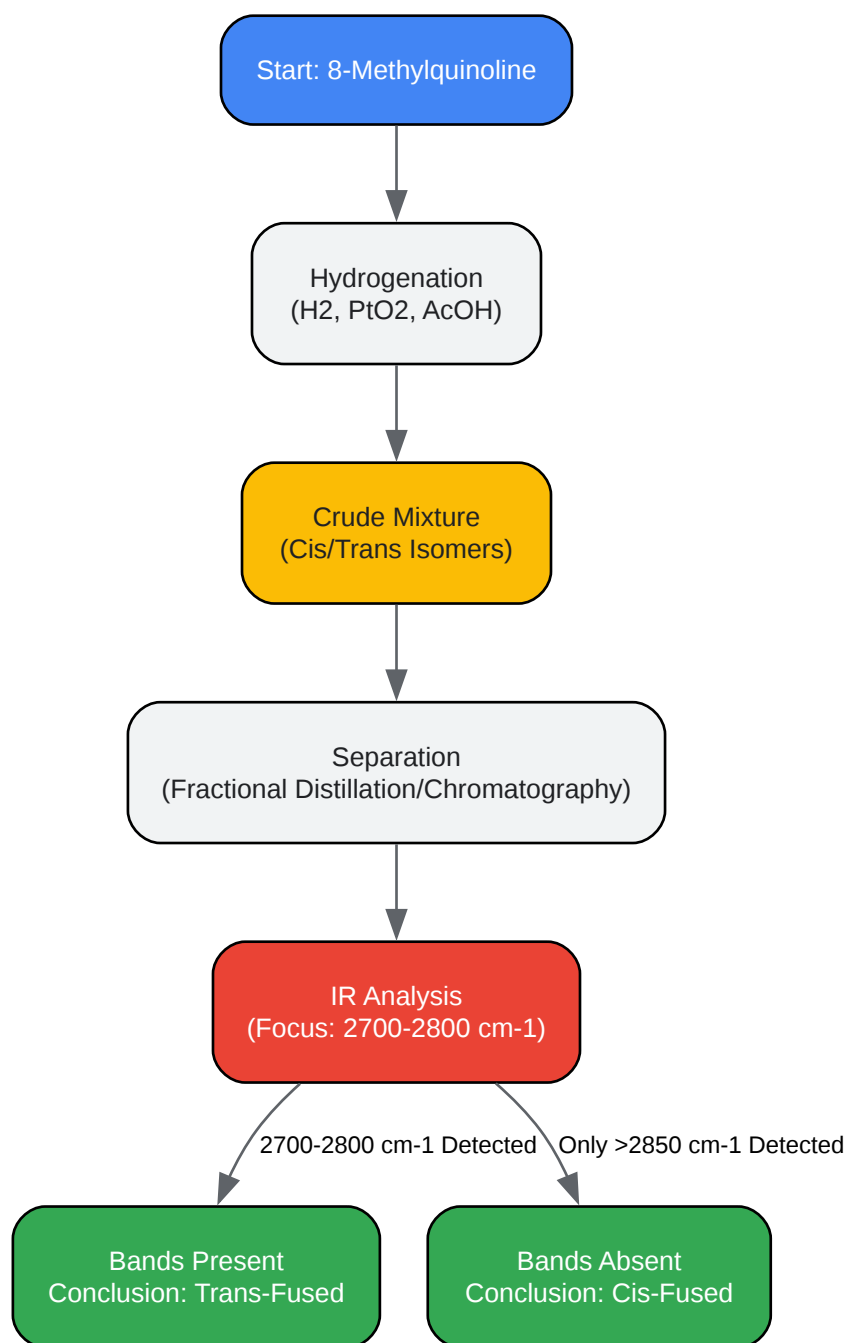 Start: 8-Methylquinoline
Hydrogenation
(H2, PtO2, AcOH)
Crude Mixture
(Cis/Trans Isomers)
Separation
(Fractional Distillation/Chromatography)
IR Analysis
(Focus: 2700-2800 cm-1)
2700-2800 cm-1 Detected
Only >2850 cm-1 Detected
Bands Present
Conclusion: Trans-Fused
Bands Absent
Conclusion: Cis-Fused